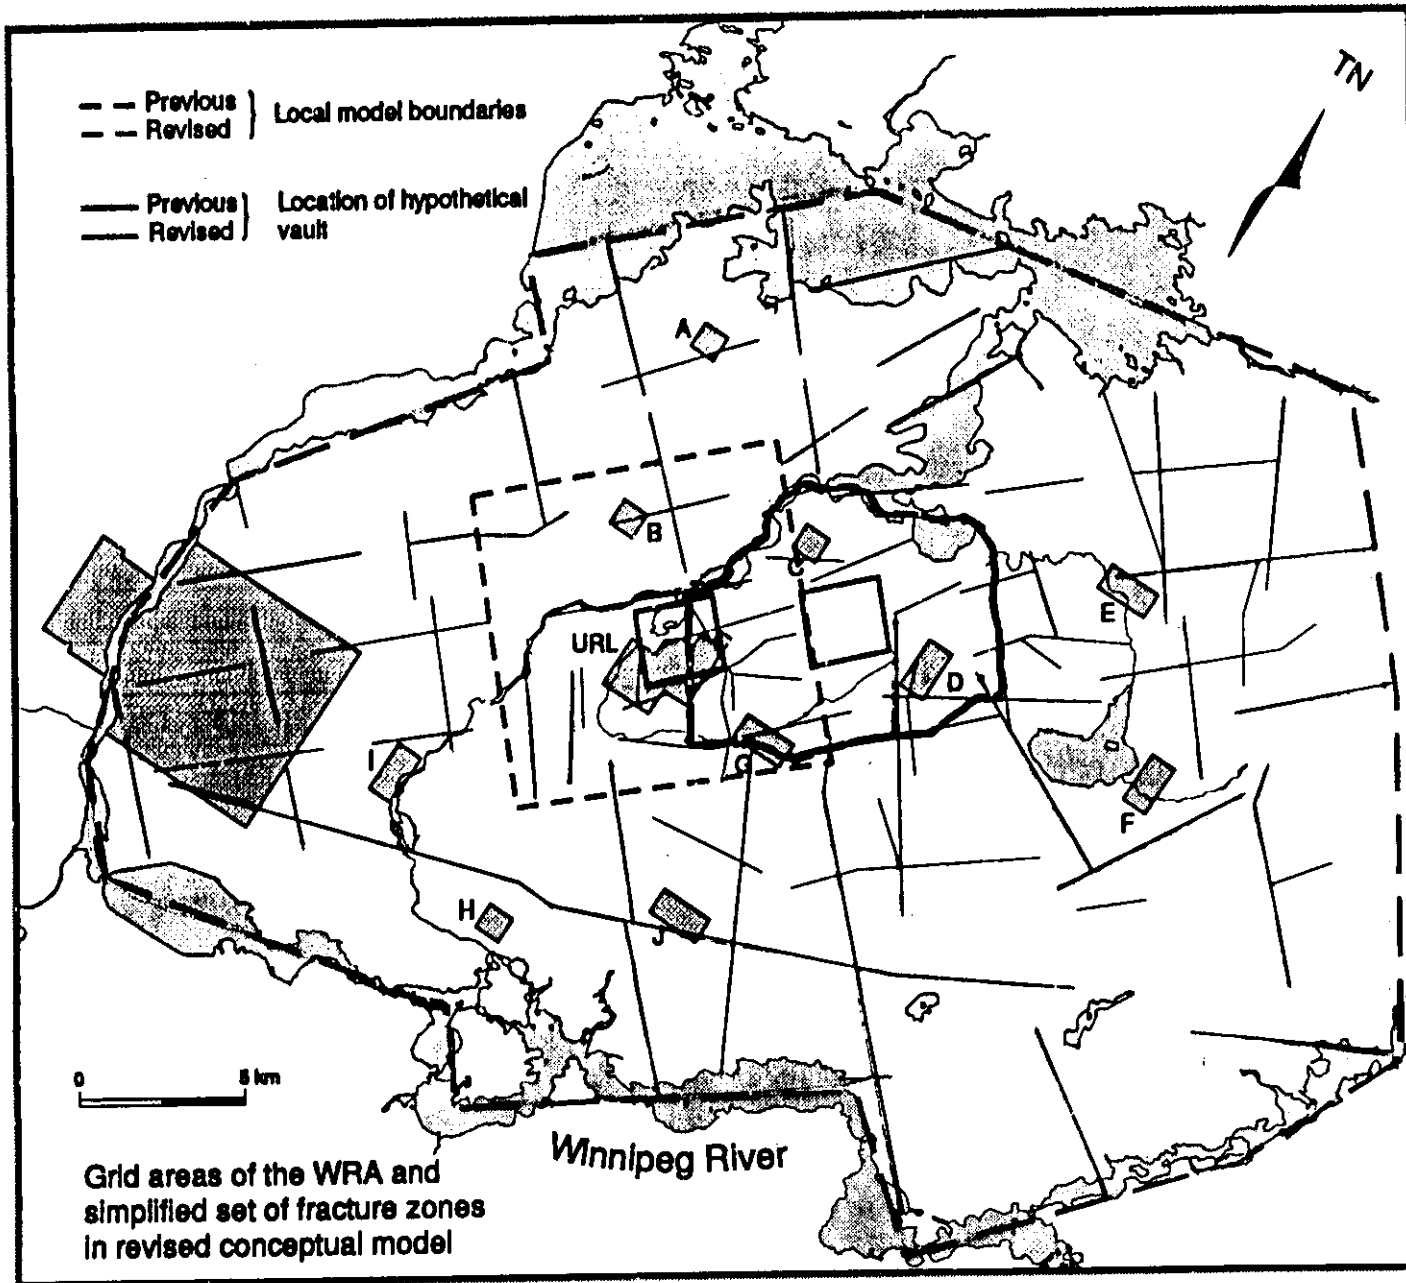 TN
Previous
Revised
Local model boundaries
Previous
Revised
Location of hypothetical
vault
A
B
C
URL
E
D
I
G
F
H
J
0 5 km
Winnipeg River
Grid areas of the WRA and
simplified set of fracture zones
in revised conceptual model